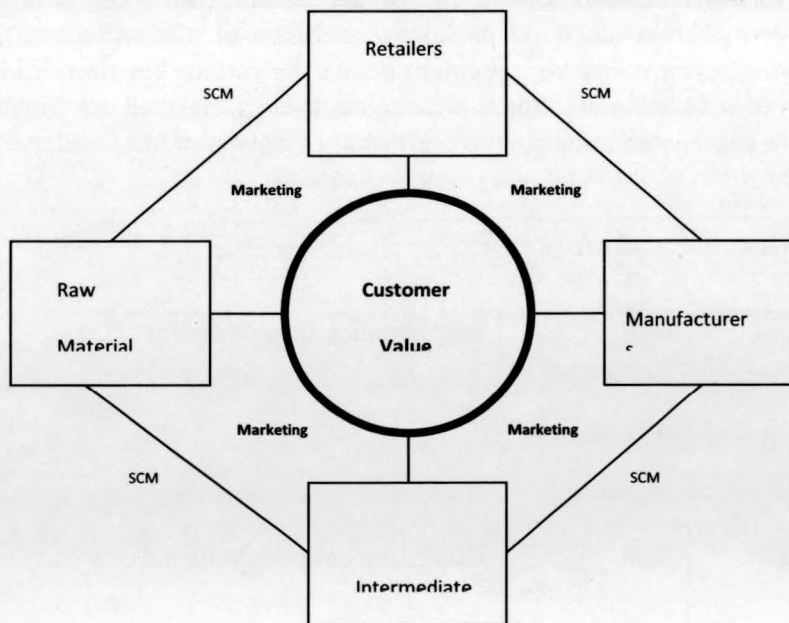 Retailers
SCM
SCM
Marketing
Marketing
Raw
Material
Customer
Value
Manufacturer
s
Marketing
Marketing
SCM
SCM
Intermediate